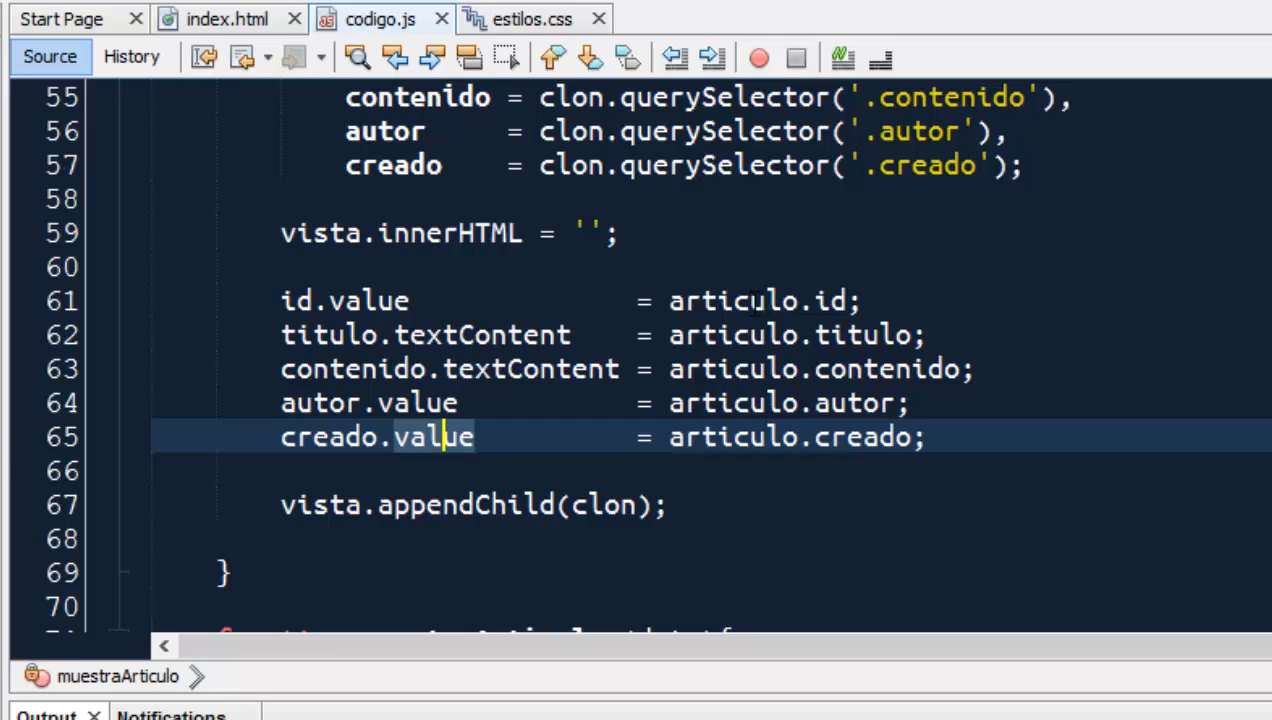 Start Page index.html codigo.js estilos.css
Source History
55 contenido = clon.querySelector('.contenido'),
56 autor = clon.querySelector('.autor'),
57 creado = clon.querySelector('.creado');
58
59 vista.innerHTML = '';
60
61 id.value = articulo.id;
62 titulo.textContent = articulo.titulo;
63 contenido.textContent = articulo.contenido;
64 autor.value = articulo.autor;
65 creado.value = articulo.creado;
66
67 vista.appendChild(clon);
68
69 }
70
muestraArticulo
Output Notifications